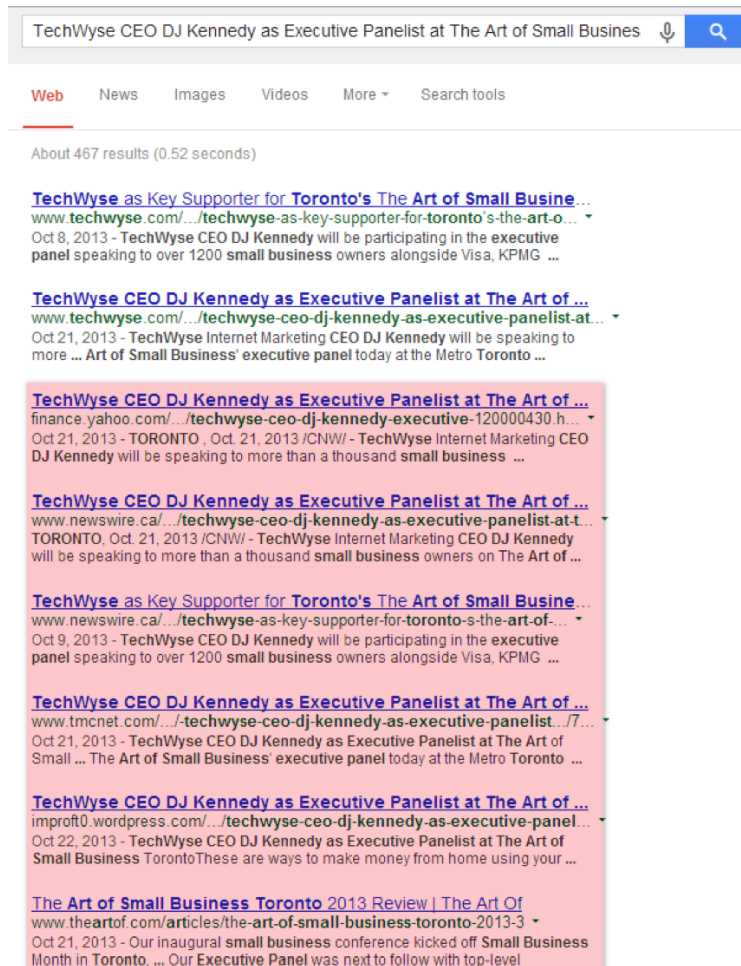 TechWyse CEO DJ Kennedy as Executive Panelist at The Art of Small Busines
Web News Images Videos More Search tools
About 467 results (0.52 seconds)
TechWyse as Key Supporter for Toronto's The Art of Small Busine...
www.techwyse.com/.../techwyse-as-key-supporter-for-toronto's-the-art-o...
Oct 8, 2013 - TechWyse CEO DJ Kennedy will be participating in the executive
panel speaking to over 1200 small business owners alongside Visa, KPMG ...
TechWyse CEO DJ Kennedy as Executive Panelist at The Art of ...
www.techwyse.com/.../techwyse-ceo-dj-kennedy-as-executive-panelist-at...
Oct 21, 2013 - TechWyse Internet Marketing CEO DJ Kennedy will be speaking to
more ... Art of Small Business' executive panel today at the Metro Toronto ...
TechWyse CEO DJ Kennedy as Executive Panelist at The Art of ...
finance.yahoo.com/.../techwyse-ceo-dj-kennedy-executive-120000430.h...
Oct 21, 2013 - TORONTO , Oct. 21, 2013 /CNW/ - TechWyse Internet Marketing CEO
DJ Kennedy will be speaking to more than a thousand small business ...
TechWyse CEO DJ Kennedy as Executive Panelist at The Art of ...
www.newswire.ca/.../techwyse-ceo-dj-kennedy-as-executive-panelist-at-t...
TORONTO, Oct. 21, 2013 /CNW/ - TechWyse Internet Marketing CEO DJ Kennedy
will be speaking to more than a thousand small business owners on The Art of ...
TechWyse as Key Supporter for Toronto's The Art of Small Busine...
www.newswire.ca/.../techwyse-as-key-supporter-for-toronto-s-the-art-of-...
Oct 9, 2013 - TechWyse CEO DJ Kennedy will be participating in the executive
panel speaking to over 1200 small business owners alongside Visa, KPMG ...
TechWyse CEO DJ Kennedy as Executive Panelist at The Art of ...
www.tmcnet.com/.../-techwyse-ceo-dj-kennedy-as-executive-panelist.../7...
Oct 21, 2013 - TechWyse CEO DJ Kennedy as Executive Panelist at The Art of
Small ... The Art of Small Business' executive panel today at the Metro Toronto ...
TechWyse CEO DJ Kennedy as Executive Panelist at The Art of ...
improft0.wordpress.com/.../techwyse-ceo-dj-kennedy-as-executive-panel...
Oct 22, 2013 - TechWyse CEO DJ Kennedy as Executive Panelist at The Art of
Small Business TorontoThese are ways to make money from home using your ...
The Art of Small Business Toronto 2013 Review | The Art Of
www.theartof.com/articles/the-art-of-small-business-toronto-2013-3
Oct 21, 2013 - Our inaugural small business conference kicked off Small Business
Month in Toronto. ... Our Executive Panel was next to follow with top-level